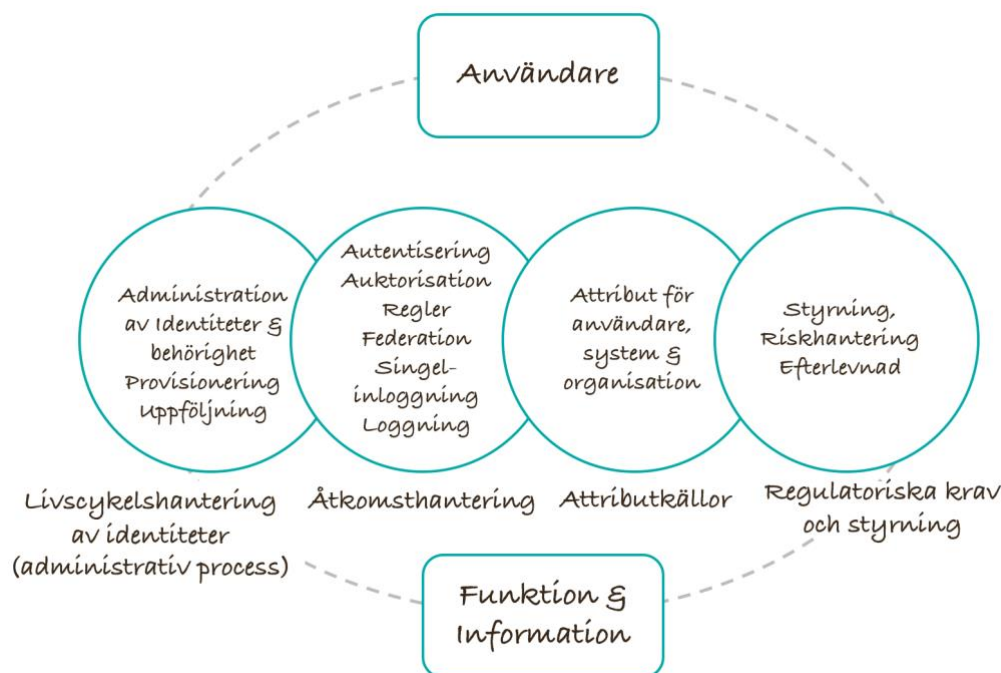 Användare
Administration
av Identiteter &
behörighet
Provisionering
Uppföljning
Autentisering
Auktorisation
Regler
Federation
Singel-
inloggning
Loggning
Attribut för
användare,
system &
organisation
Styrning,
Riskhantering
Efterlevnad
Livscykelshantering
av identiteter
(administrativ process)
Åtkomsthantering
Attributkällor
Regulatoriska krav
och styrning
Funktion &
Information